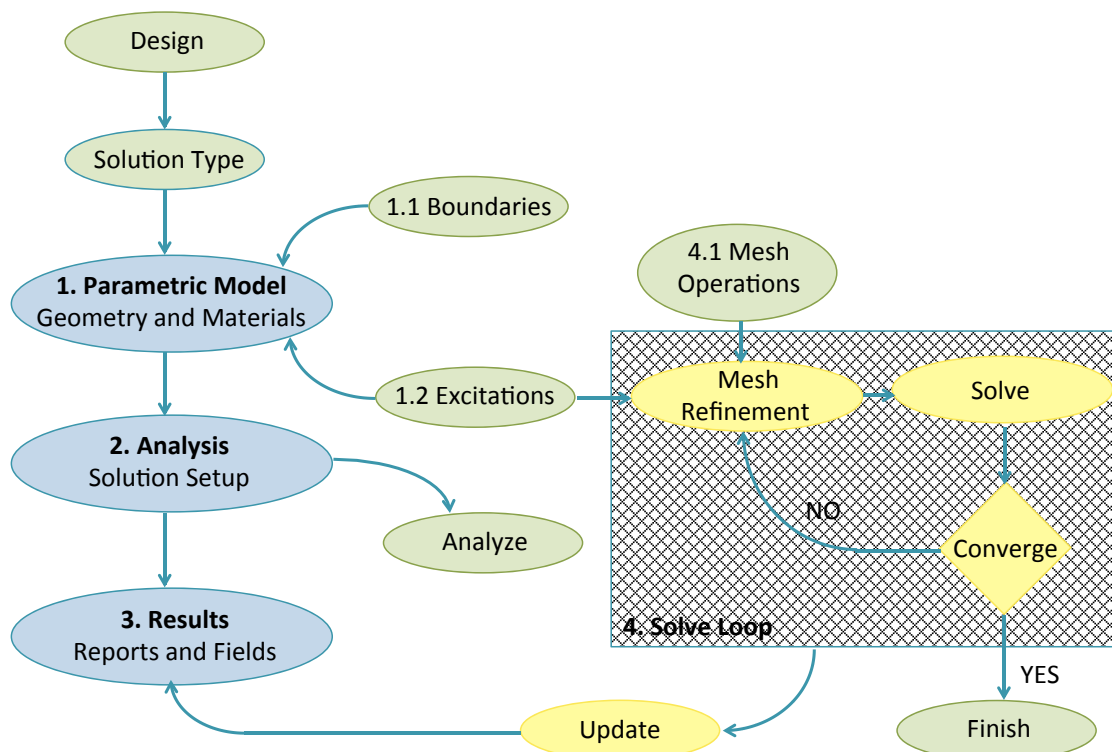 Design
Solution Type
1.1 Boundaries
1. Parametric Model
Geometry and Materials
1.2 Excitations
2. Analysis
Solution Setup
Analyze
3. Results
Reports and Fields
4.1 Mesh
Operations
Mesh
Refinement
Solve
NO
Converge
4. Solve Loop
YES
Update
Finish